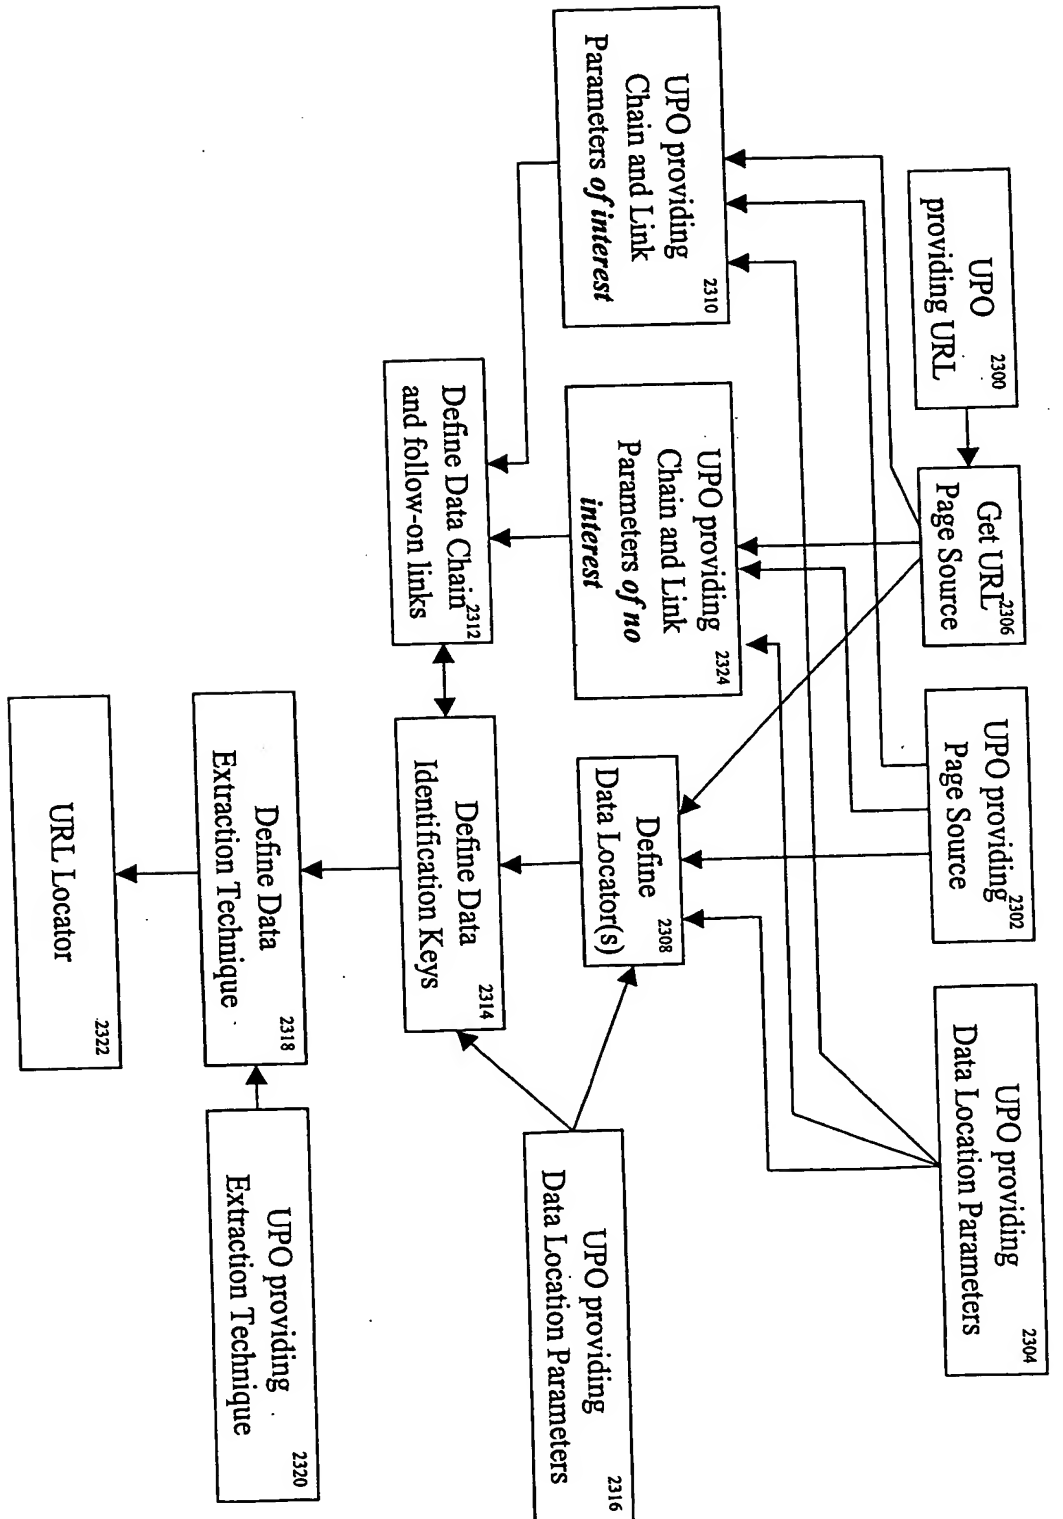 UPO
providing URL
2300
Get URL
Page Source
2306
UPO providing
Page Source
2302
UPO providing
Data Location Parameters
2304
UPO providing
Chain and Link
Parameters of interest
2310
UPO providing
Chain and Link
Parameters of no
interest
2324
Define
Data Locator(s)
2308
UPO providing
Data Location Parameters
2316
Define Data Chain
and follow-on links
2312
Define Data
Identification Keys
2314
Define Data
Extraction Technique
2318
UPO providing
Extraction Technique
2320
URL Locator
2322